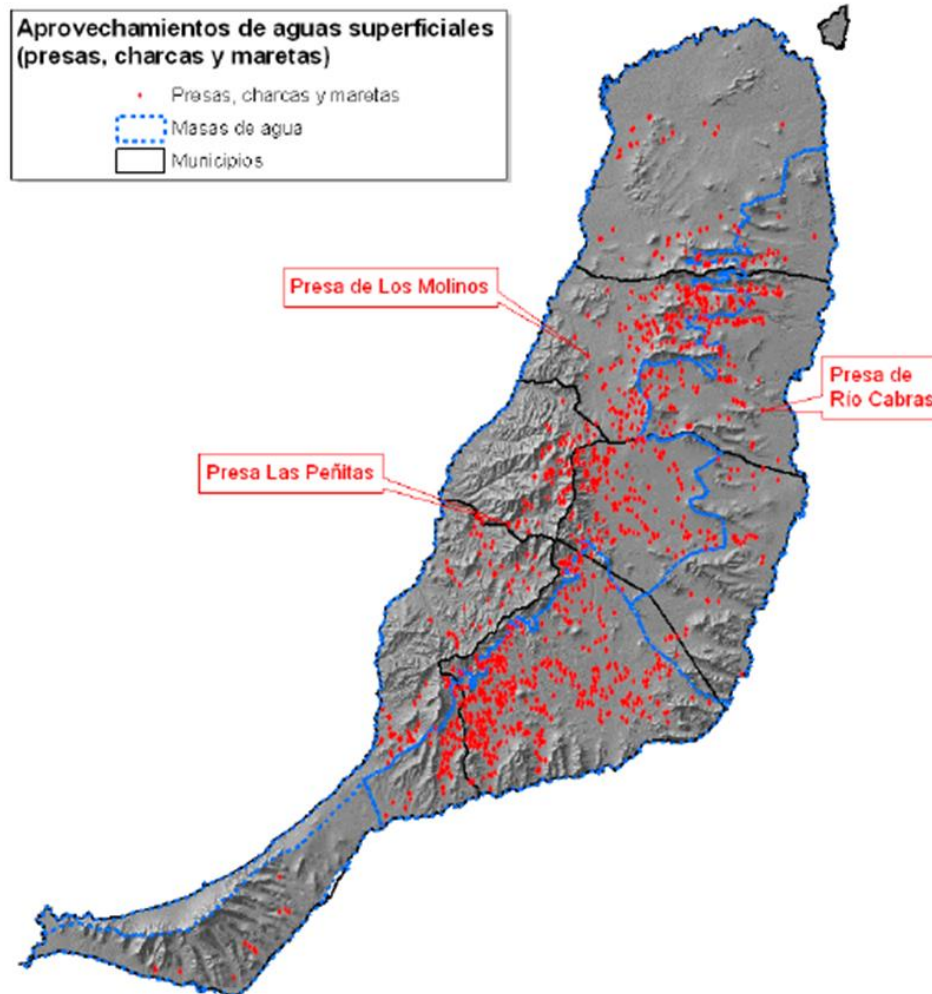 Aprovechamientos de aguas superficiales
(presas, charcas y maretas)
Presas, charcas y maretas
Masas de agua
Municipios
Presa de Los Molinos
Presa de
Río Cabras
Presa Las Peñitas